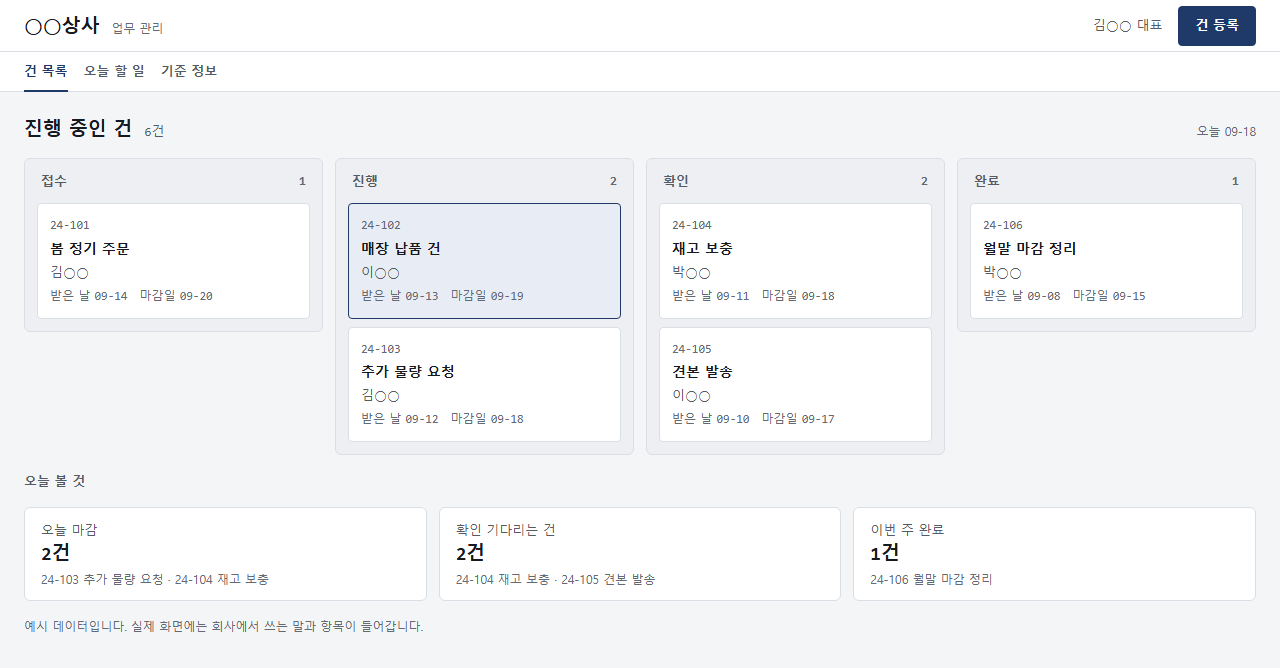 ○○상사 업무 관리
김○○ 대표
건 등록
건 목록 오늘 할 일 기준 정보
진행 중인 건 6건
오늘 09-18
접수 1
24-101
봄 정기 주문
김○○
받은 날 09-14 마감일 09-20
진행 2
24-102
매장 납품 건
이○○
받은 날 09-13 마감일 09-19
24-103
추가 물량 요청
김○○
받은 날 09-12 마감일 09-18
확인 2
24-104
재고 보충
박○○
받은 날 09-11 마감일 09-18
24-105
견본 발송
이○○
받은 날 09-10 마감일 09-17
완료 1
24-106
월말 마감 정리
박○○
받은 날 09-08 마감일 09-15
오늘 볼 것
오늘 마감
2건
24-103 추가 물량 요청 · 24-104 재고 보충
확인 기다리는 건
2건
24-104 재고 보충 · 24-105 견본 발송
이번 주 완료
1건
24-106 월말 마감 정리
예시 데이터입니다. 실제 화면에는 회사에서 쓰는 말과 항목이 들어갑니다.